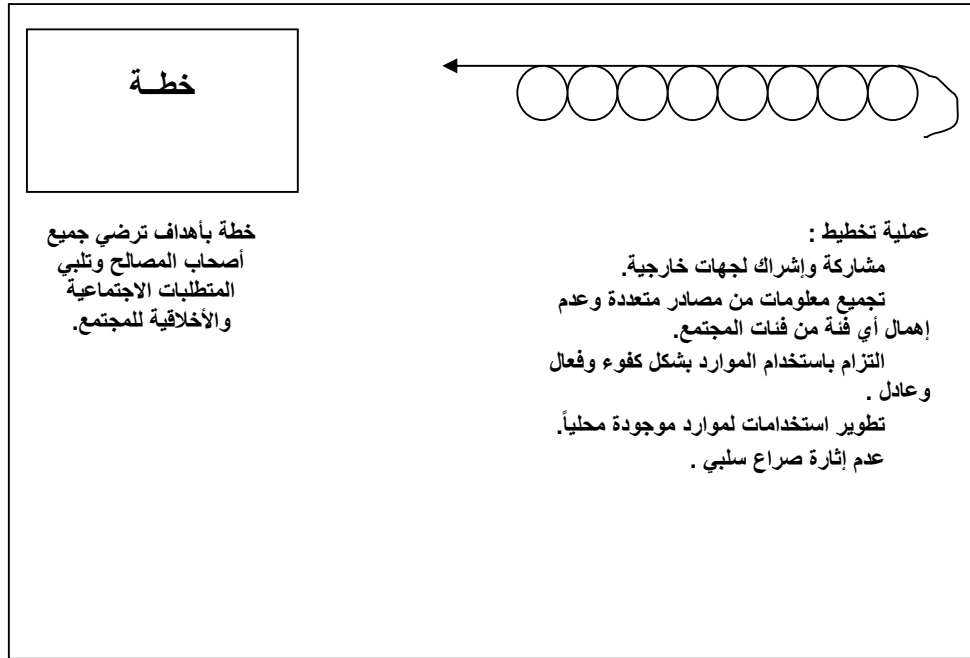 خطــة
عملية تخطيط :
مشاركة وإشراك لجهات خارجية.
تجميع معلومات من مصادر متعددة وعدم
إهمال أي فئة من فئات المجتمع.
التزام باستخدام الموارد بشكل كفوء وفعال
وعادل .
تطوير استخدامات لموارد موجودة محلياً.
عدم إثارة صراع سلبي .
خطة بأهداف ترضي جميع
أصحاب المصالح وتلبي
المتطلبات الاجتماعية
والأخلاقية للمجتمع.